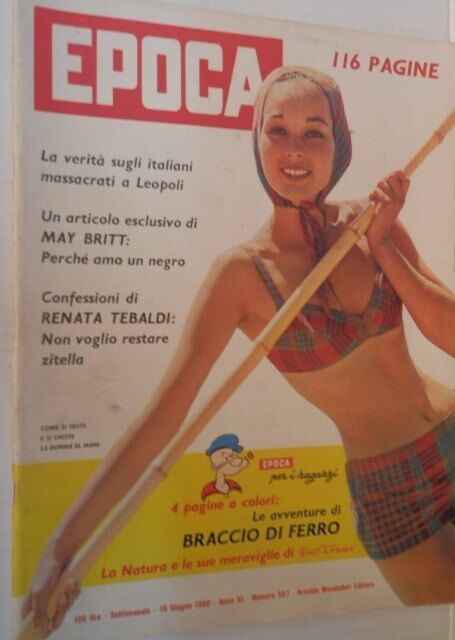 EPOCA
116 PAGINE
La verità sugli italiani
massacrati a Leopoli
Un articolo esclusivo di
MAY BRITT:
Perché amo un negro
Confessioni di
RENATA TEBALDI:
Non voglio restare
zitella
COME SI VESTE
E SI SVESTE
LA DONNA AL MARE
EPOCA
per i ragazzi
4 pagine a colori:
Le avventure di
BRACCIO DI FERRO
La Natura e le sue meraviglie di WALT DISNEY
100 lire - Settimanale - 19 Giugno 1960 - Anno XI - Numero 507 - Arnoldo Mondadori Editore